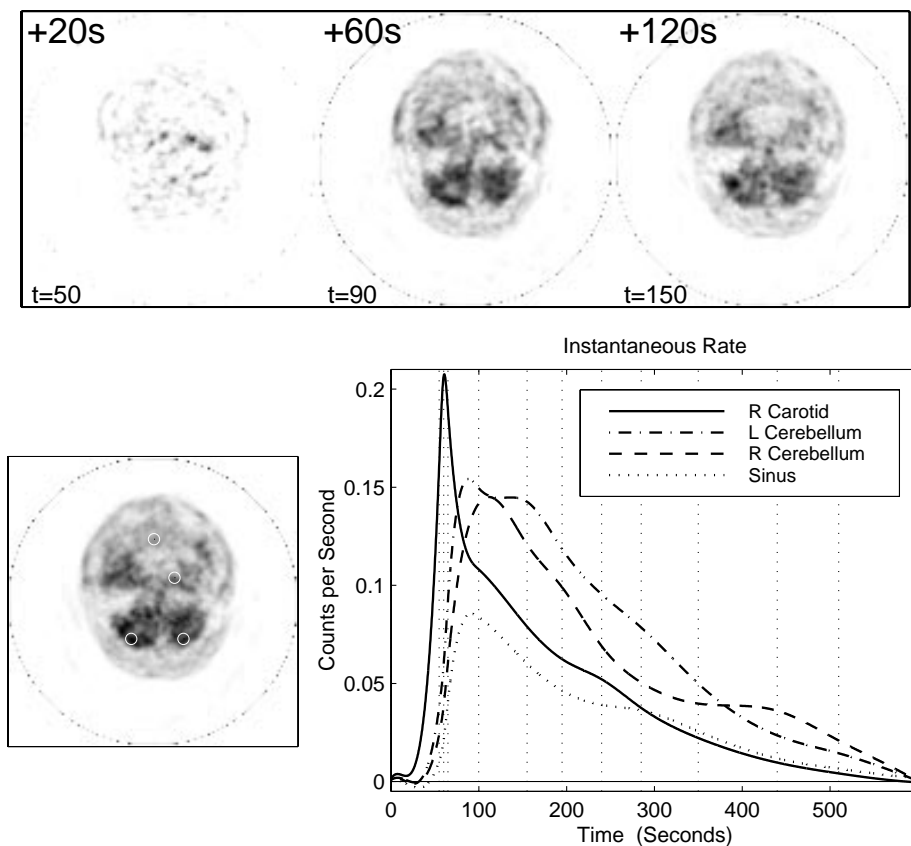 +20s +60s +120s
t=50 t=90 t=150
Instantaneous Rate
R Carotid
L Cerebellum
R Cerebellum
Sinus
Counts per Second
0.2
0.15
0.1
0.05
0
0 100 200 300 400 500
Time (Seconds)